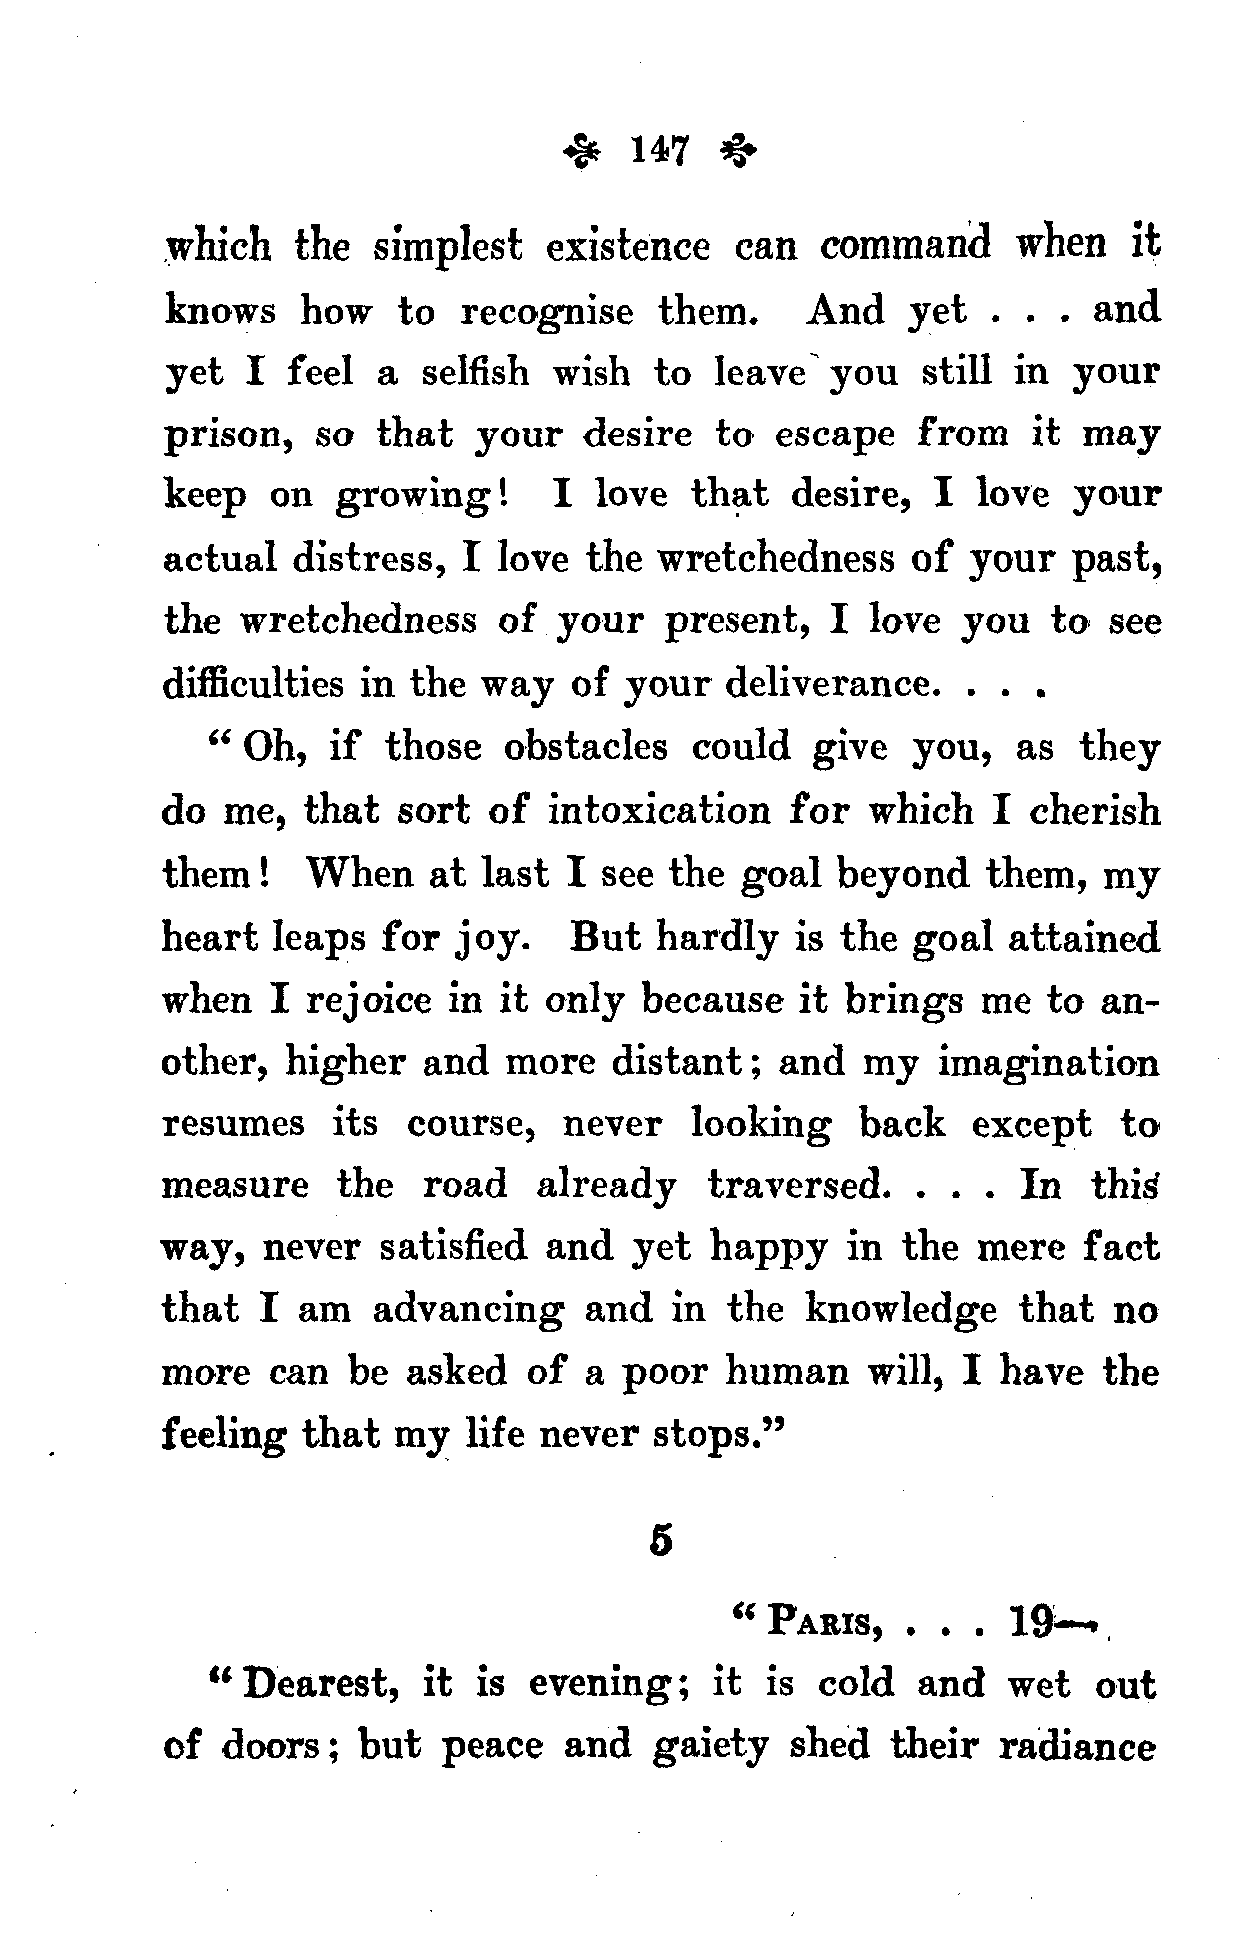 147
which the simplest existence can command when it
knows how to recognise them. And yet . . . and
yet I feel a selfish wish to leave you still in your
prison, so that your desire to escape from it may
keep on growing! I love that desire, I love your
actual distress, I love the wretchedness of your past,
the wretchedness of your present, I love you to see
difficulties in the way of your deliverance. . . .
“Oh, if those obstacles could give you, as they
do me, that sort of intoxication for which I cherish
them! When at last I see the goal beyond them, my
heart leaps for joy. But hardly is the goal attained
when I rejoice in it only because it brings me to an-
other, higher and more distant; and my imagination
resumes its course, never looking back except to
measure the road already traversed. . . . In this
way, never satisfied and yet happy in the mere fact
that I am advancing and in the knowledge that no
more can be asked of a poor human will, I have the
feeling that my life never stops.”
5
“PARIS, . . . 19—.
“Dearest, it is evening; it is cold and wet out
of doors; but peace and gaiety shed their radiance